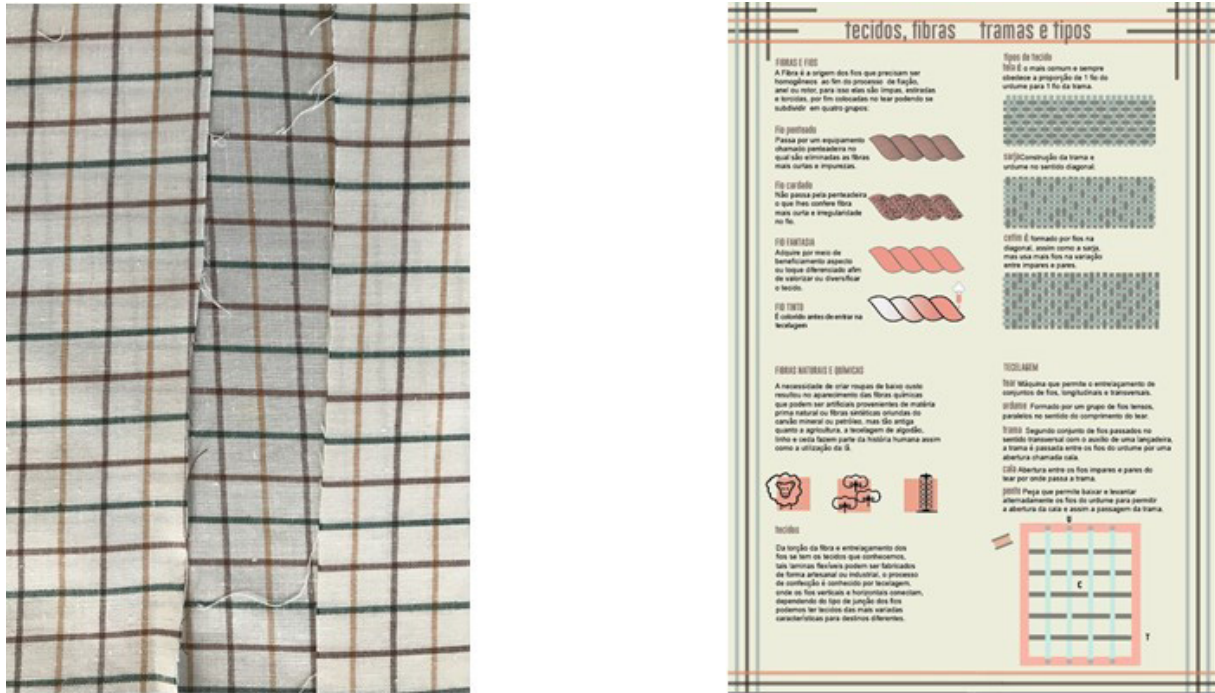 tecidos, fibras tramas e tipos
FIBRAS E FIOS
A Fibra é a origem dos fios que precisam ser
homogêneos ao fim do processo de fiação,
anel ou rotor, para isso elas são limpas, estiradas
e torcidas, por fim colocadas no tear podendo se
subdividir em quatro grupos:
Fio penteado
Passa por um equipamento
chamado penteadeira no
qual são eliminadas as fibras
mais curtas e impurezas.
Fio cardado
Não passa pela penteadeira
o que lhes confere fibra
mais curta e irregularidade
no fio.
FIO FANTASIA
Adquire por meio de
beneficiamento aspecto
ou toque diferenciado afim
de valorizar ou diversificar
o tecido.
FIO TINTO
É colorido antes de entrar na
tecelagem
FIBRAS NATURAIS E QUÍMICAS
A necessidade de criar roupas de baixo custo
resultou no aparecimento das fibras químicas
que podem ser artificiais provenientes de matéria
prima natural ou fibras sintéticas oriundas do
carvão mineral ou petróleo, mas tão antiga
quanto a agricultura, a tecelagem de algodão,
linho e ceda fazem parte da história humana assim
como a utilização da lã.
tecidos
Da torção da fibra e entrelaçamento dos
fios se tem os tecidos que conhecemos,
tais laminas flexíveis podem ser fabricados
de forma artesanal ou industrial, o processo
de confecção é conhecido por tecelagem,
onde os fios verticais e horizontais conectam,
dependendo do tipo de junção dos fios
podemos ter tecidos das mais variadas
características para destinos diferentes.
tipos de tecido
tela É o mais comum e sempre
obedece a proporção de 1 fio do
urdume para 1 fio da trama.
sarja Construção da trama e
urdume no sentido diagonal.
cetim É formado por fios na
diagonal, assim como a sarja,
mas usa mais fios na variação
entre impares e pares.
TECELAGEM
tear Máquina que permite o entrelaçamento de
conjuntos de fios, longitudinais e transversais.
urdume Formado por um grupo de fios tensos,
paralelos no sentido do comprimento do tear.
trama Segundo conjunto de fios passados no
sentido transversal com o auxílio de uma lançadeira,
a trama é passada entre os fios do urdume por uma
abertura chamada cala.
cala Abertura entre os fios impares e pares do
tear por onde passa a trama.
pente Peça que permite baixar e levantar
alternadamente os fios do urdume para permitir
a abertura da cala e assim a passagem da trama.
U
C
T